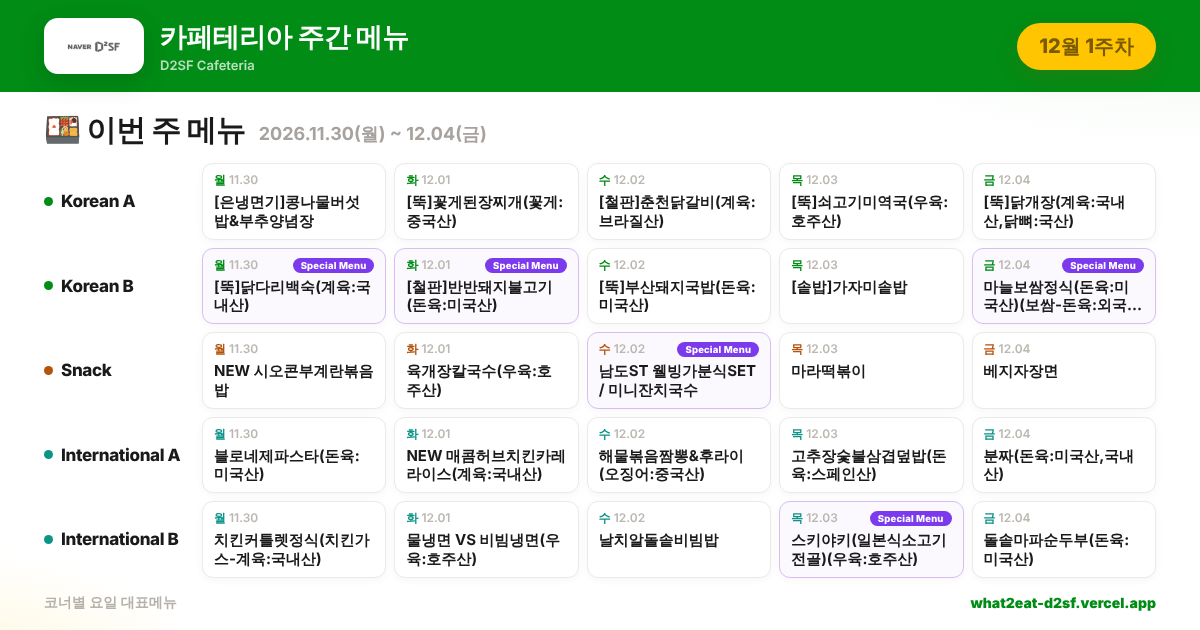 NAVER D²SF
카페테리아 주간 메뉴
D2SF Cafeteria
12월 1주차
이번 주 메뉴 2026.11.30(월) ~ 12.04(금)
Korean A
월 11.30
[은냉면기]콩나물버섯
밥&부추양념장
화 12.01
[뚝]꽃게된장찌개(꽃게:
중국산)
수 12.02
[철판]춘천닭갈비(계육:
브라질산)
목 12.03
[뚝]쇠고기미역국(우육:
호주산)
금 12.04
[뚝]닭개장(계육:국내
산,닭뼈:국산)
Korean B
월 11.30 Special Menu
[뚝]닭다리백숙(계육:국
내산)
화 12.01 Special Menu
[철판]반반돼지불고기
(돈육:미국산)
수 12.02
[뚝]부산돼지국밥(돈육:
미국산)
목 12.03
[솥밥]가자미솥밥
금 12.04 Special Menu
마늘보쌈정식(돈육:미
국산)(보쌈-돈육:외국...
Snack
월 11.30
NEW 시오콘부계란볶음
밥
화 12.01
육개장칼국수(우육:호
주산)
수 12.02 Special Menu
남도ST 웰빙가분식SET
/ 미니잔치국수
목 12.03
마라떡볶이
금 12.04
베지자장면
International A
월 11.30
블로네제파스타(돈육:
미국산)
화 12.01
NEW 매콤허브치킨카레
라이스(계육:국내산)
수 12.02
해물볶음짬뽕&후라이
(오징어:중국산)
목 12.03
고추장숯불삼겹덮밥(돈
육:스페인산)
금 12.04
분짜(돈육:미국산,국내
산)
International B
월 11.30
치킨커틀렛정식(치킨가
스-계육:국내산)
화 12.01
물냉면 VS 비빔냉면(우
육:호주산)
수 12.02
날치알돌솥비빔밥
목 12.03 Special Menu
스키야키(일본식소고기
전골)(우육:호주산)
금 12.04
돌솥마파순두부(돈육:
미국산)
코너별 요일 대표메뉴
what2eat-d2sf.vercel.app